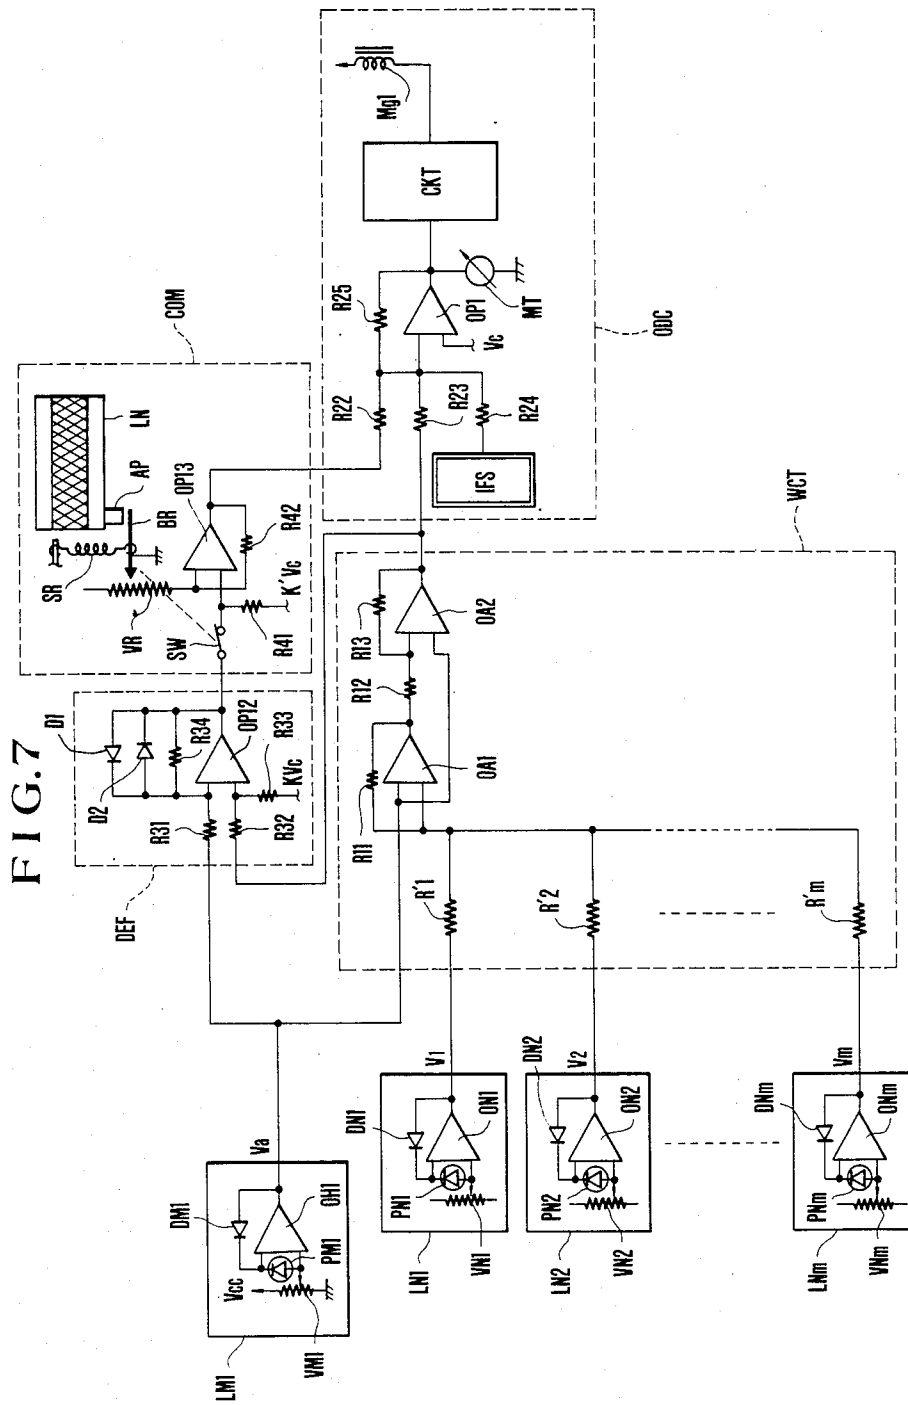 FIG.7
COM
LN
AP
BR
SR
VR
SW
OP13
R42
R41
K'Vc
DEF
D1
D2
R34
OP12
R33
KVc
R31
R32
ODC
Mg1
CKT
R25
OP1
MT
Vc
R22
R23
R24
IFS
WCT
R13
OA2
R12
OA1
R11
R'1
R'2
R'm
Va
DM1
OH1
PM1
Vcc
VM1
LM1
V1
DN1
ON1
PN1
VN1
LN1
V2
DN2
ON2
PN2
VN2
LN2
Vm
DNm
ONm
PNm
VNm
LNm